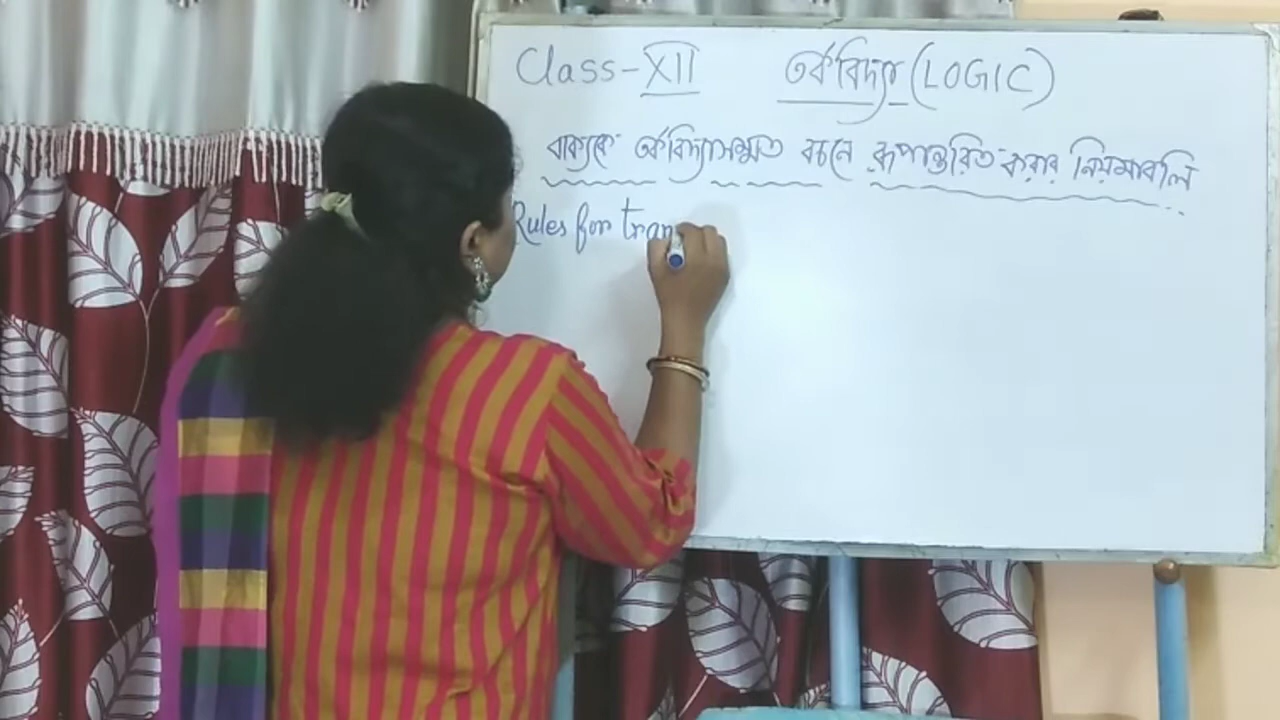 Class-XII তর্কবিদ্যা (LOGIC)
বাক্যকে তর্কবিদ্যাসম্মত বচনে রূপান্তরিত করার নিয়মাবলি
Rules for tran